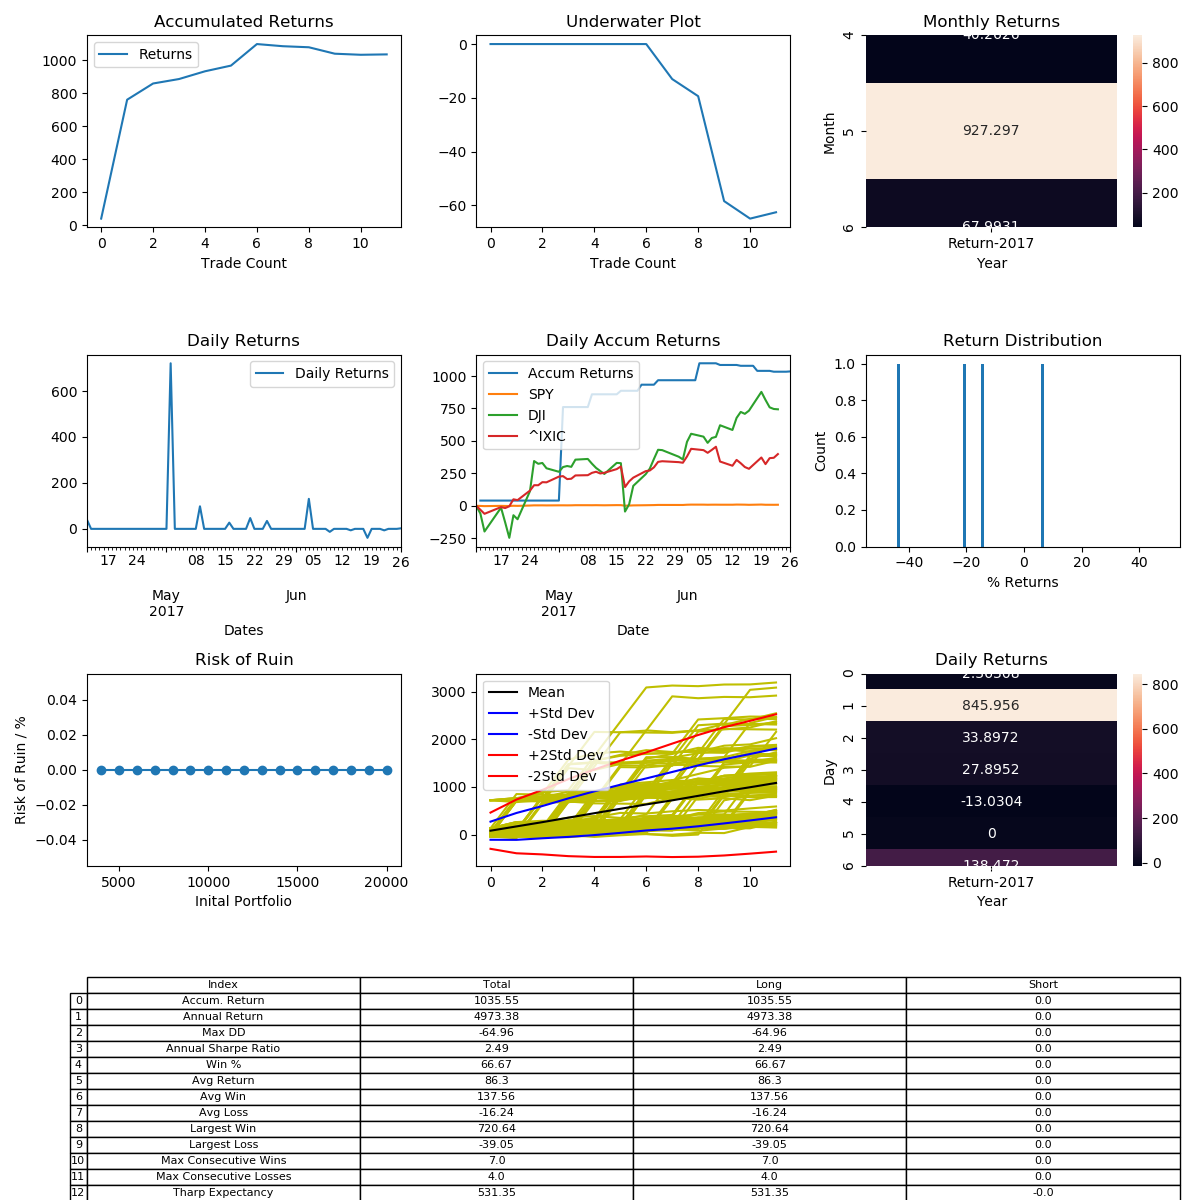 Accumulated Returns
Returns
1000
800
600
400
200
0
0 2 4 6 8 10
Trade Count
Underwater Plot
0
−20
−40
−60
0 2 4 6 8 10
Trade Count
Monthly Returns
4
5
6
Month
927.297
67.9931
Return-2017
Year
800
600
400
200
Daily Returns
Daily Returns
600
400
200
0
17 24 08 15 22 29 05 12 19 26
May Jun
2017
Dates
Daily Accum Returns
Accum Returns
SPY
DJI
^IXIC
1000
750
500
250
0
−250
17 24 08 15 22 29 05 12 19 26
May Jun
2017
Date
Return Distribution
1.0
0.8
0.6
0.4
0.2
0.0
Count
−40 −20 0 20 40
% Returns
Risk of Ruin
0.04
0.02
0.00
−0.02
−0.04
Risk of Ruin / %
5000 10000 15000 20000
Inital Portfolio
Mean
+Std Dev
-Std Dev
+2Std Dev
-2Std Dev
3000
2000
1000
0
0 2 4 6 8 10
Daily Returns
0
1
2
3
4
5
6
Day
845.956
33.8972
27.8952
-13.0304
0
138.472
Return-2017
Year
800
600
400
200
0
Index Total Long Short
0 Accum. Return 1035.55 1035.55 0.0
1 Annual Return 4973.38 4973.38 0.0
2 Max DD -64.96 -64.96 0.0
3 Annual Sharpe Ratio 2.49 2.49 0.0
4 Win % 66.67 66.67 0.0
5 Avg Return 86.3 86.3 0.0
6 Avg Win 137.56 137.56 0.0
7 Avg Loss -16.24 -16.24 0.0
8 Largest Win 720.64 720.64 0.0
9 Largest Loss -39.05 -39.05 0.0
10 Max Consecutive Wins 7.0 7.0 0.0
11 Max Consecutive Losses 4.0 4.0 0.0
12 Tharp Expectancy 531.35 531.35 -0.0